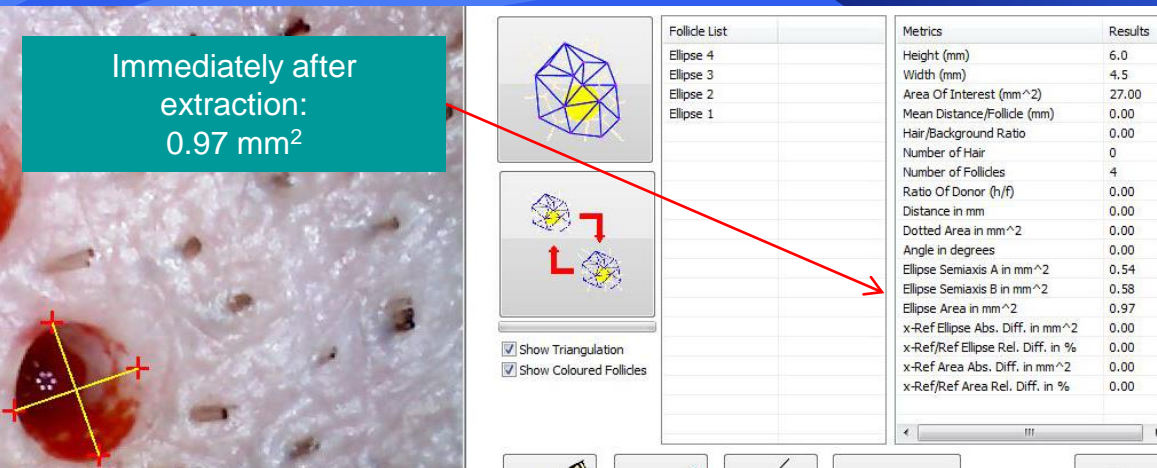 Immediately after
extraction:
0.97 mm²
Show Triangulation
Show Coloured Follicles
Follicle List
Ellipse 4
Ellipse 3
Ellipse 2
Ellipse 1
Metrics Results
Height (mm) 6.0
Width (mm) 4.5
Area Of Interest (mm^2) 27.00
Mean Distance/Follicle (mm) 0.00
Hair/Background Ratio 0.00
Number of Hair 0
Number of Follicles 4
Ratio Of Donor (h/f) 0.00
Distance in mm 0.00
Dotted Area in mm^2 0.00
Angle in degrees 0.00
Ellipse Semiaxis A in mm^2 0.54
Ellipse Semiaxis B in mm^2 0.58
Ellipse Area in mm^2 0.97
x-Ref Ellipse Abs. Diff. in mm^2 0.00
x-Ref/Ref Ellipse Rel. Diff. in % 0.00
x-Ref Area Abs. Diff. in mm^2 0.00
x-Ref/Ref Area Rel. Diff. in % 0.00